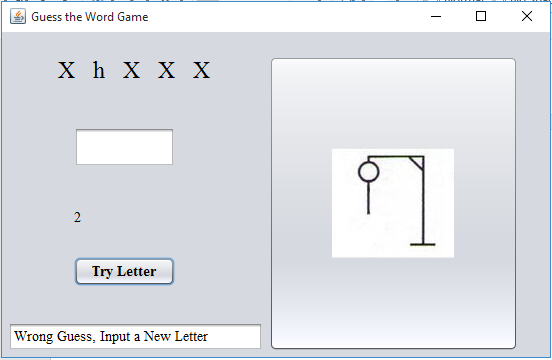 Guess the Word Game
X h X X X
2
Try Letter
Wrong Guess, Input a New Letter